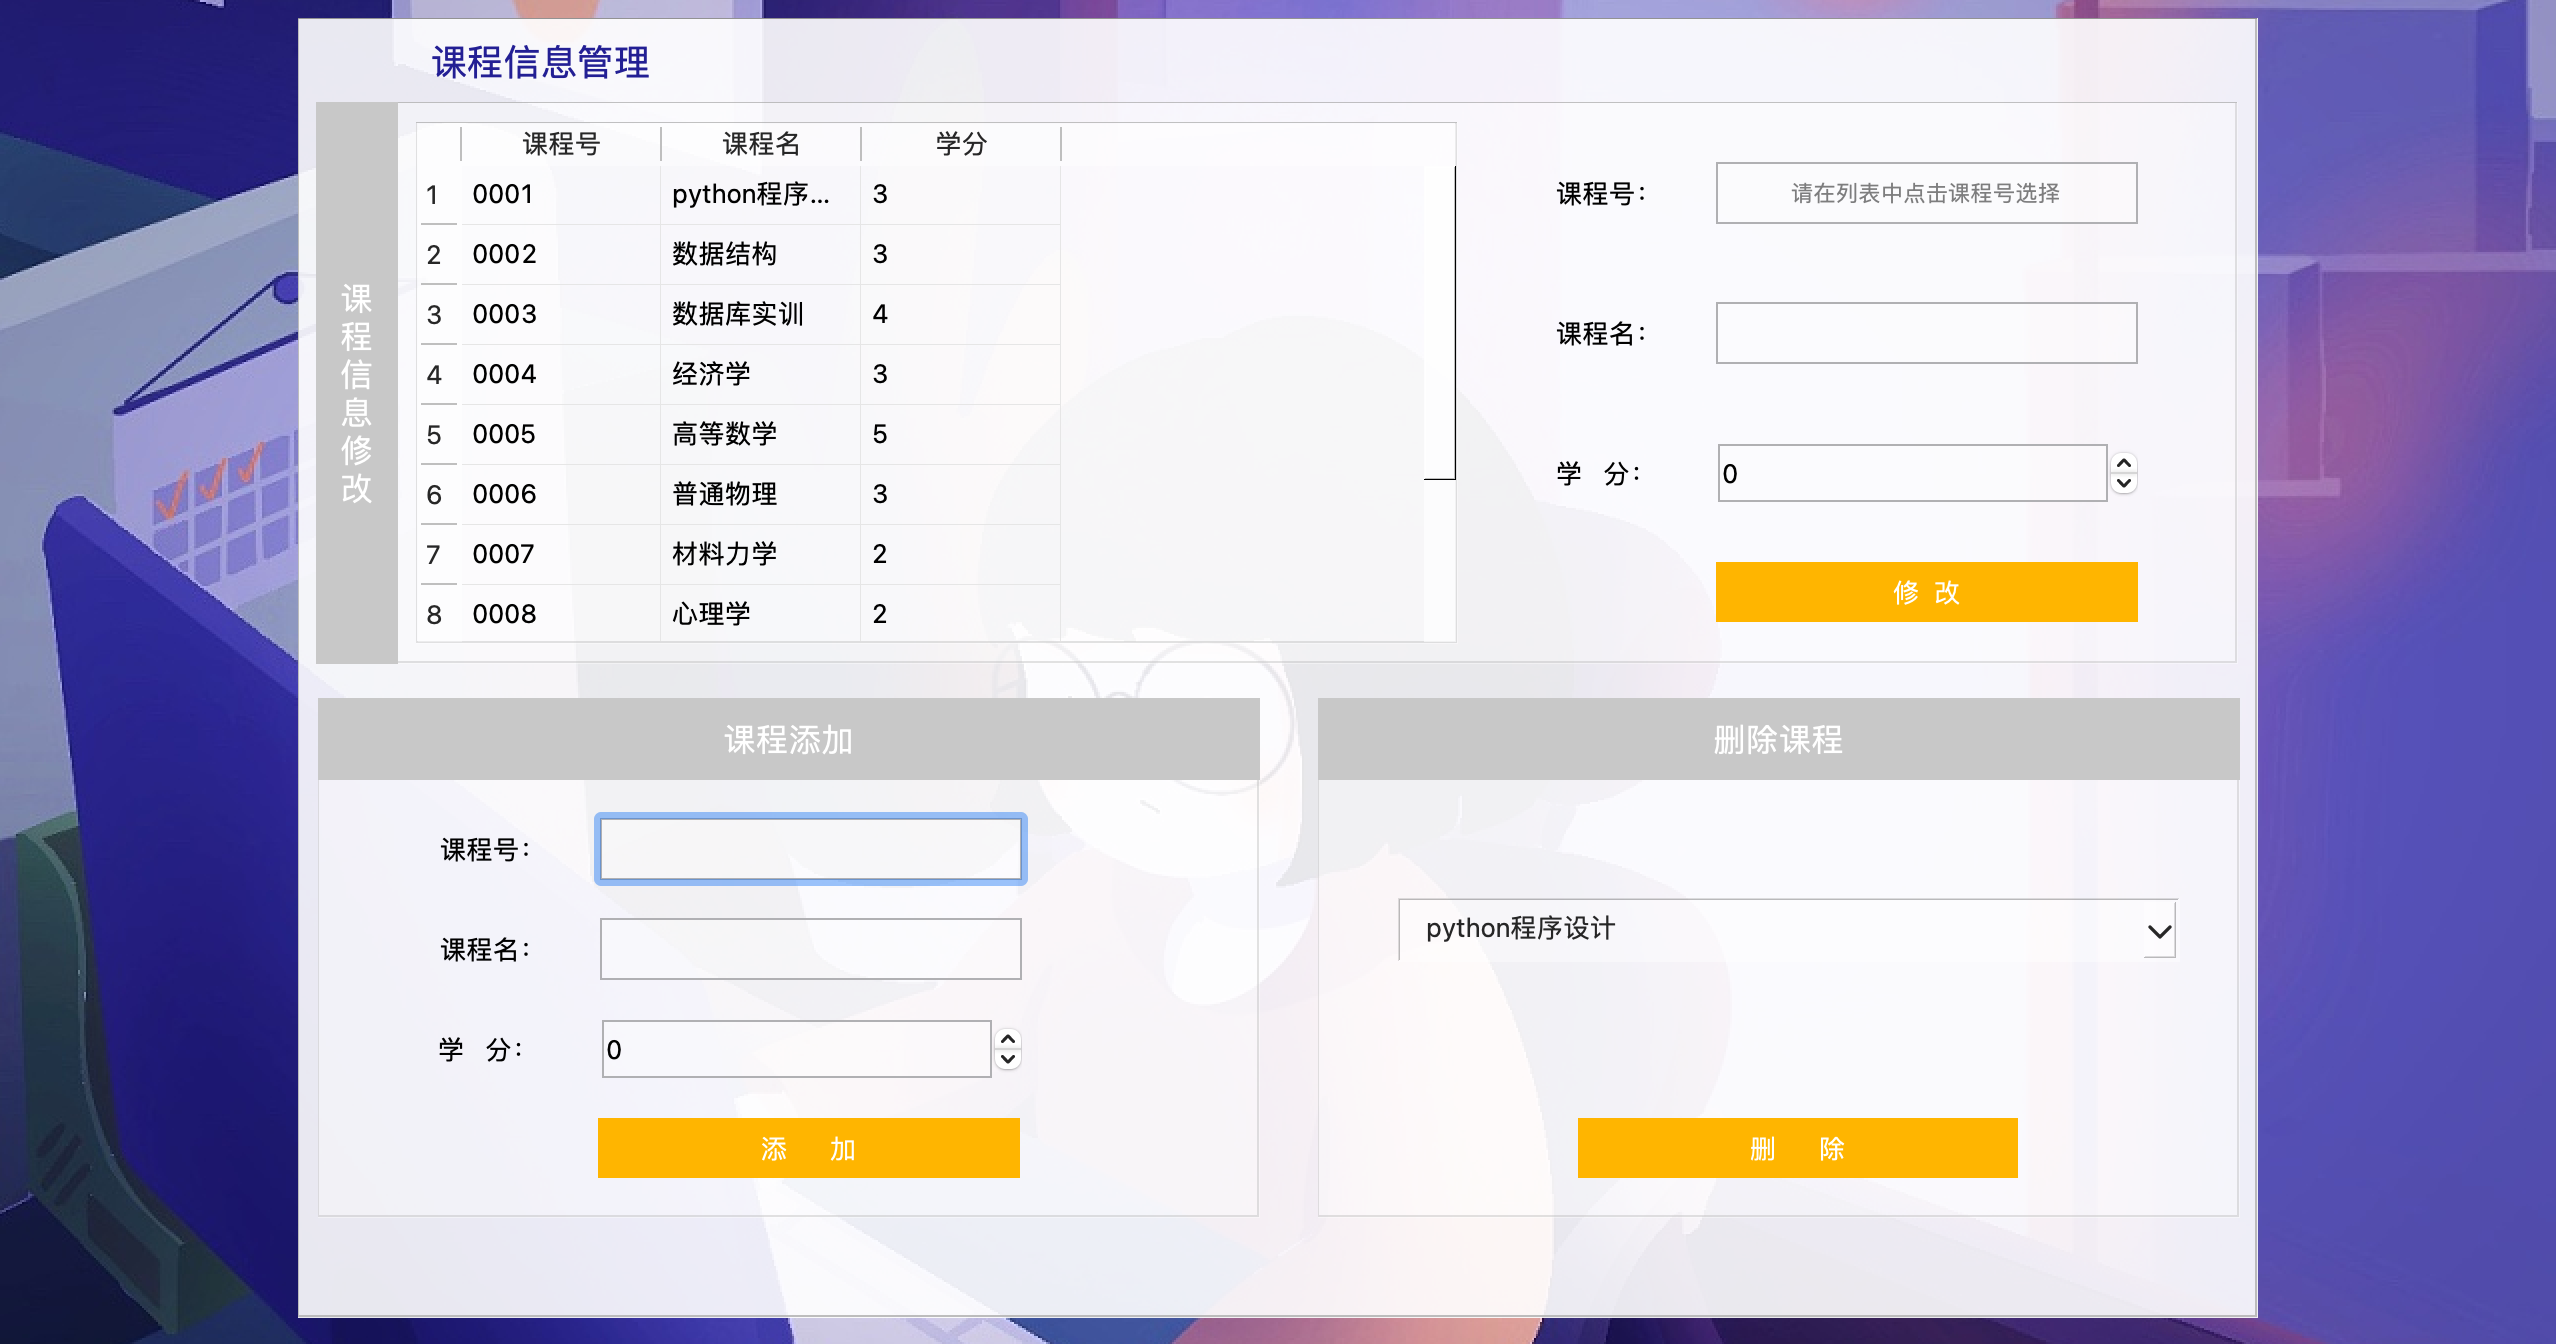 课程信息管理
课程信息修改
课程号 课程名 学分
1 0001 python程序... 3
2 0002 数据结构 3
3 0003 数据库实训 4
4 0004 经济学 3
5 0005 高等数学 5
6 0006 普通物理 3
7 0007 材料力学 2
8 0008 心理学 2
课程号： 请在列表中点击课程号选择
课程名：
学 分： 0
修 改
课程添加
课程号：
课程名：
学 分： 0
添 加
删除课程
python程序设计
删 除